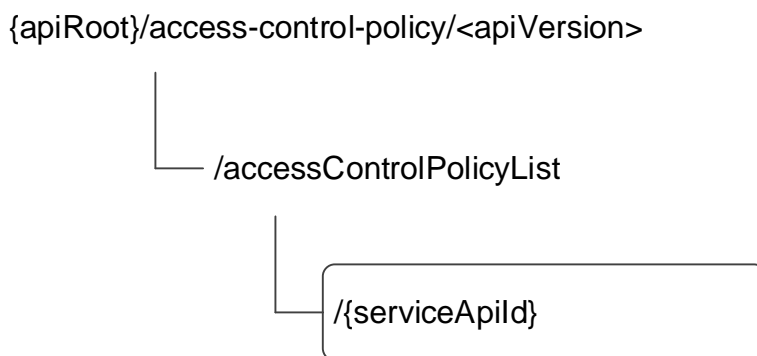 {apiRoot}/access-control-policy/<apiVersion>
/accessControlPolicyList
/{serviceApiId}